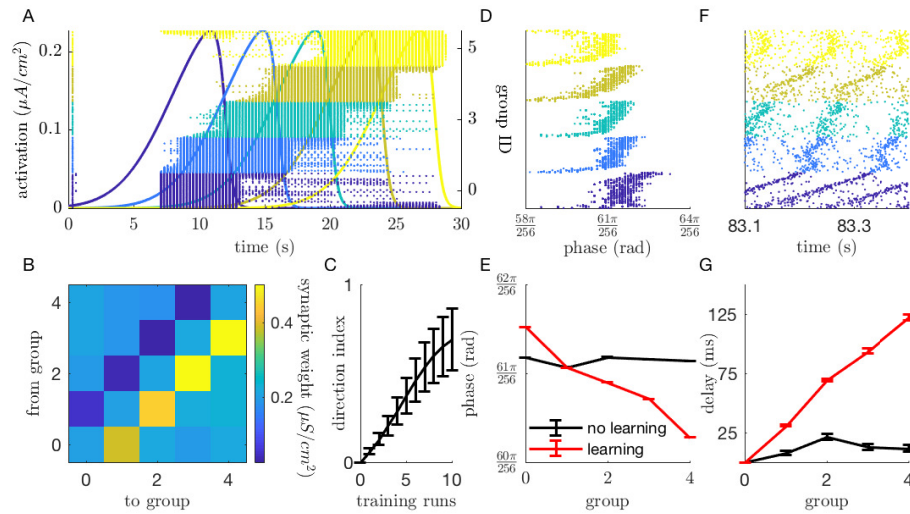 A
D
F
activation (μA/cm²)
0.2
0.1
0
5
3
0
group ID
0 5 10 15 20 25 30
time (s)
58π/256 61π/256 64π/256
phase (rad)
83.1 83.3
time (s)
B
C
E
G
from group
4
2
0
0 2 4
to group
0.4
0.2
synaptic weight (μS/cm²)
direction index
1
0
0 5 10
training runs
phase (rad)
62π/256
61π/256
60π/256
no learning
learning
0 1 2 3 4
group
delay (ms)
125
75
25
0 2 4
group